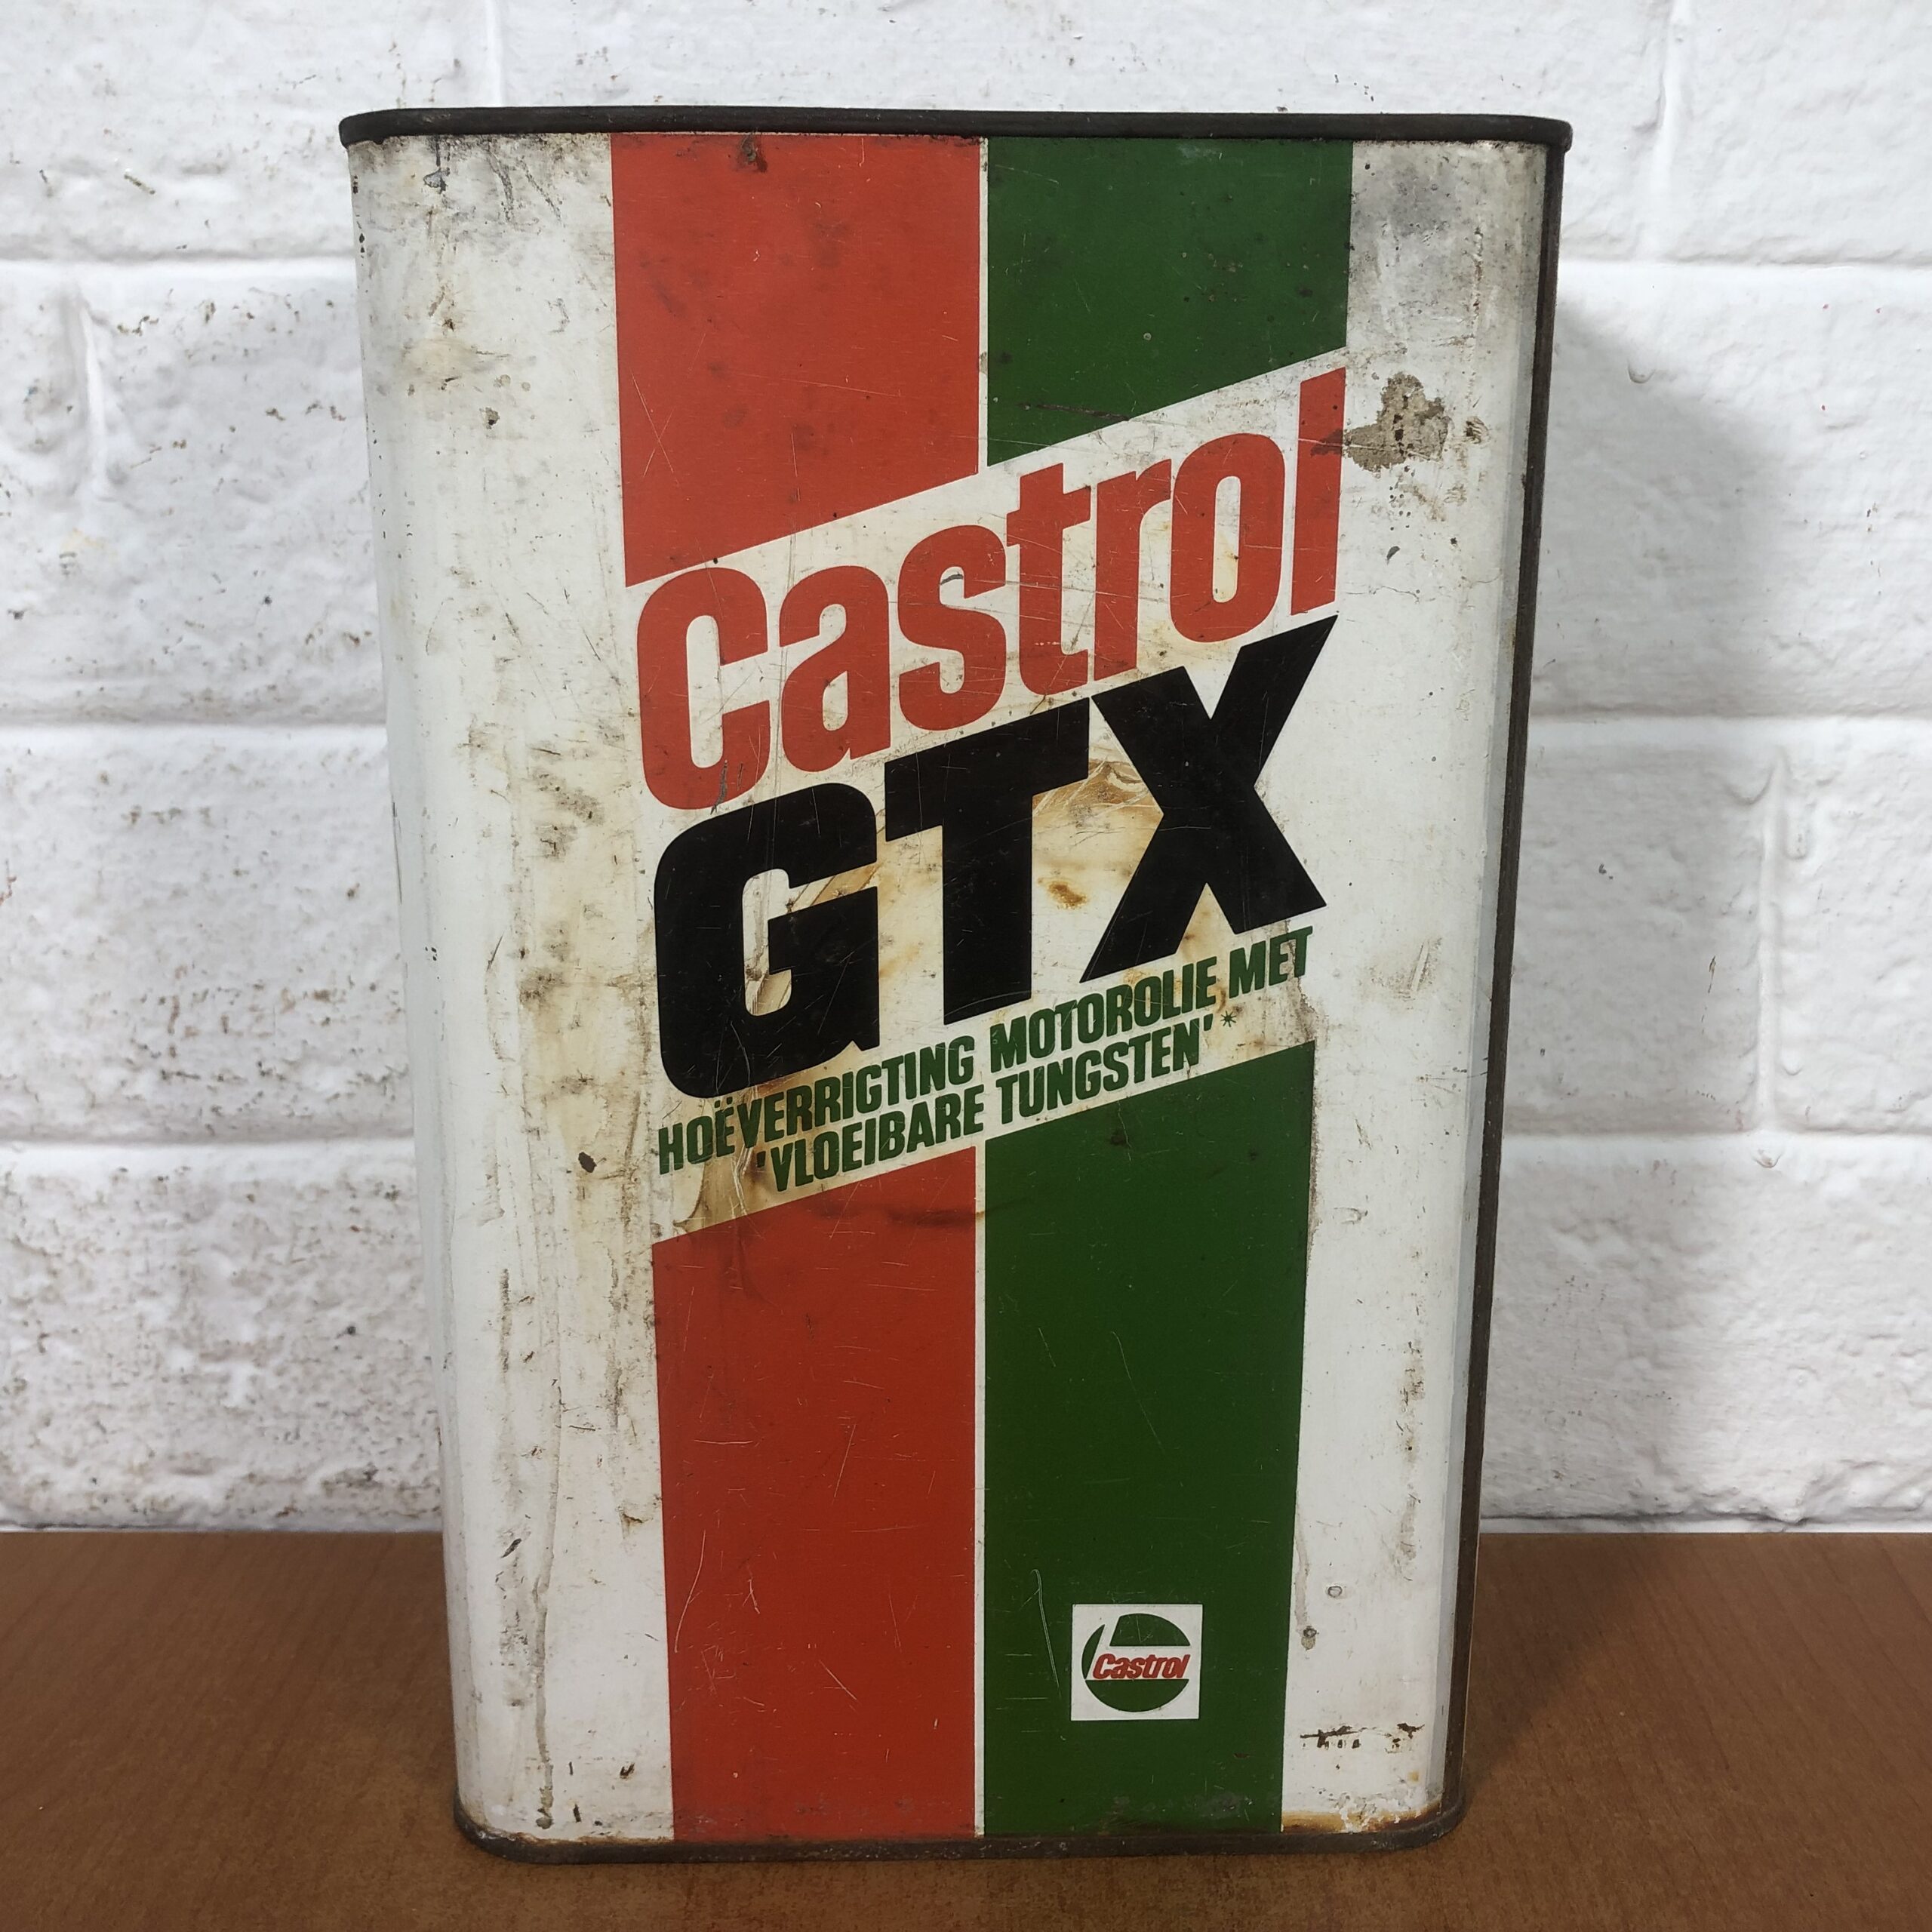 Castrol
GTX
HOËVERRIGTING MOTOROLIE MET
'VLOEIBARE TUNGSTEN'*
Castrol